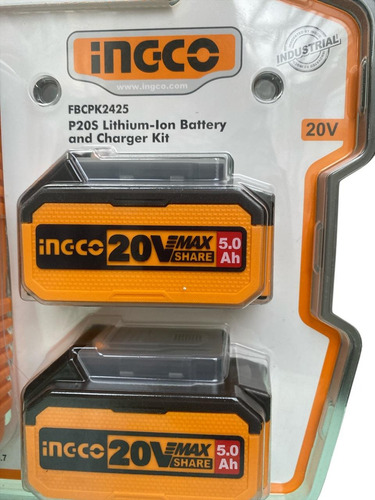 INGCO
www.ingco.com
INDUSTRIAL
FBCPK2425
P20S Lithium-Ion Battery
and Charger Kit
20V
INGCO 20V MAX SHARE 5.0 Ah
INGCO 20V MAX SHARE 5.0 Ah